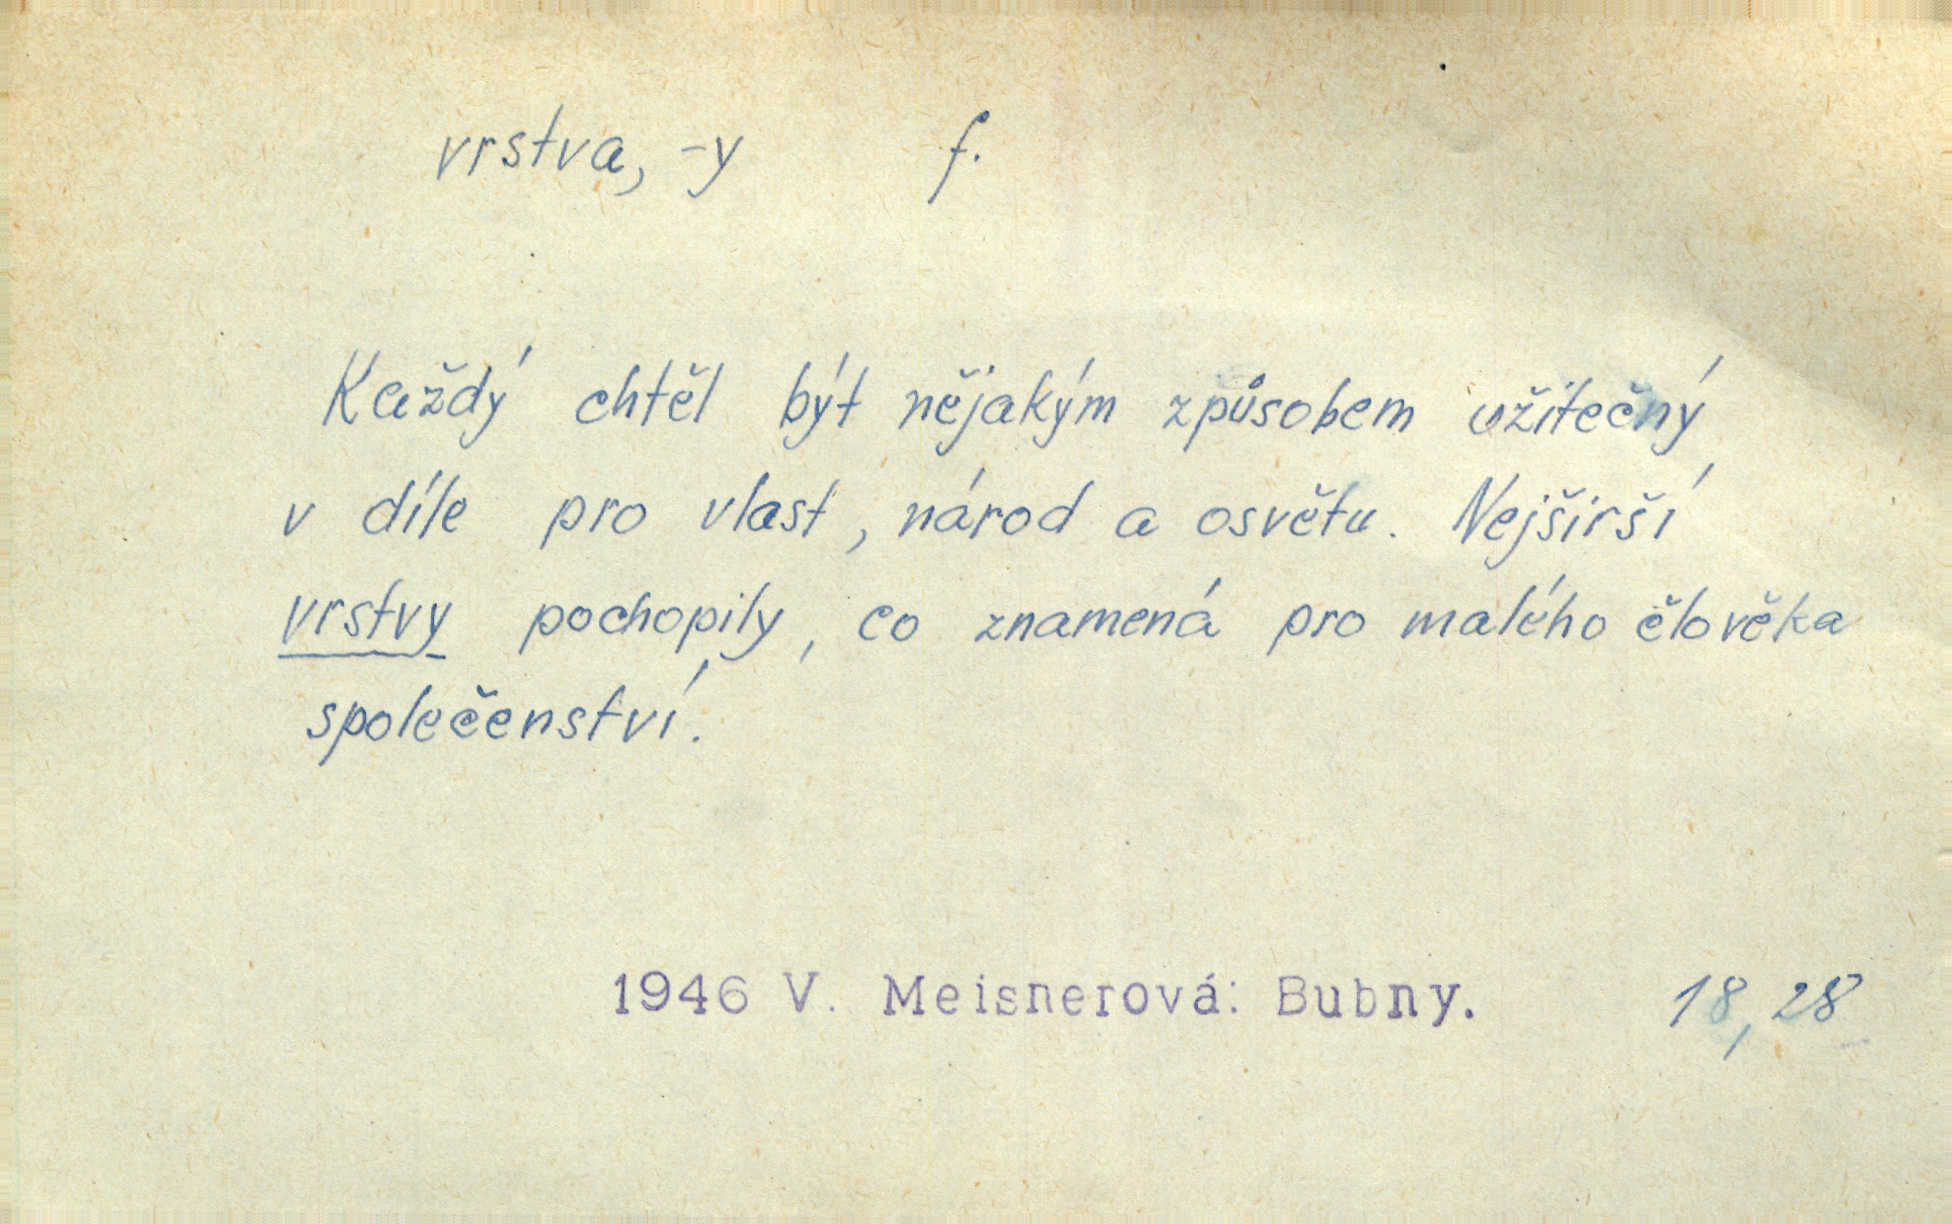 vrstva, -y f.
Každý chtěl být nějakým způsobem užitečný
v díle pro vlast, národ a osvětu. Nejširší
vrstvy pochopily, co znamená pro malého člověka
společenství.
1946 V. Meisnerová: Bubny. 18, 28